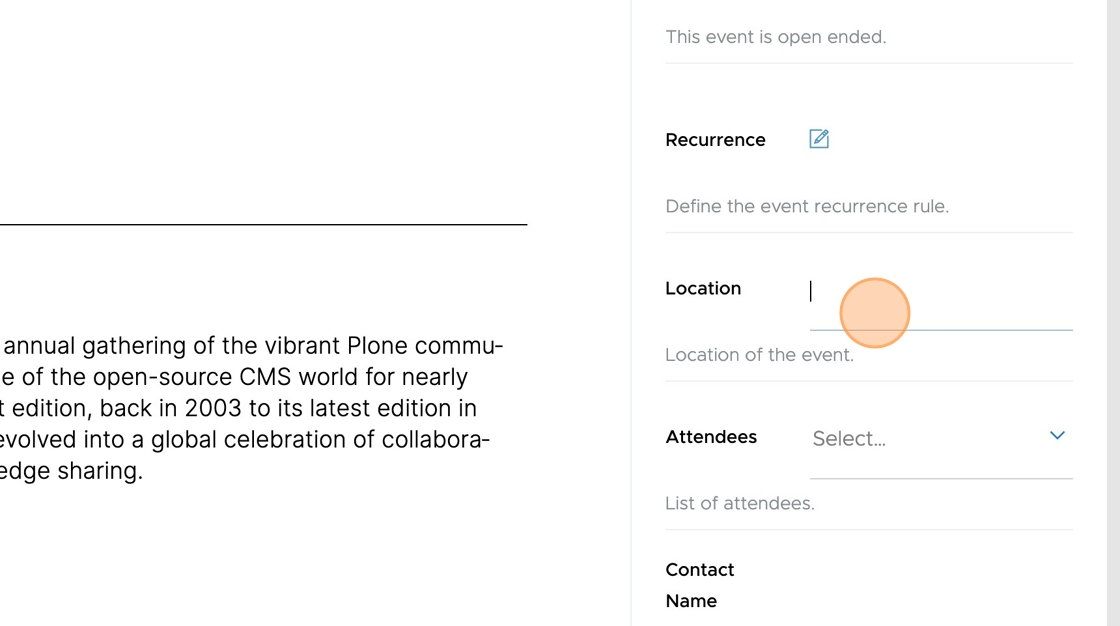 annual gathering of the vibrant Plone commu-
e of the open-source CMS world for nearly
t edition, back in 2003 to its latest edition in
evolved into a global celebration of collabora-
edge sharing.
This event is open ended.
Recurrence
Define the event recurrence rule.
Location
Location of the event.
Attendees Select...
List of attendees.
Contact
Name